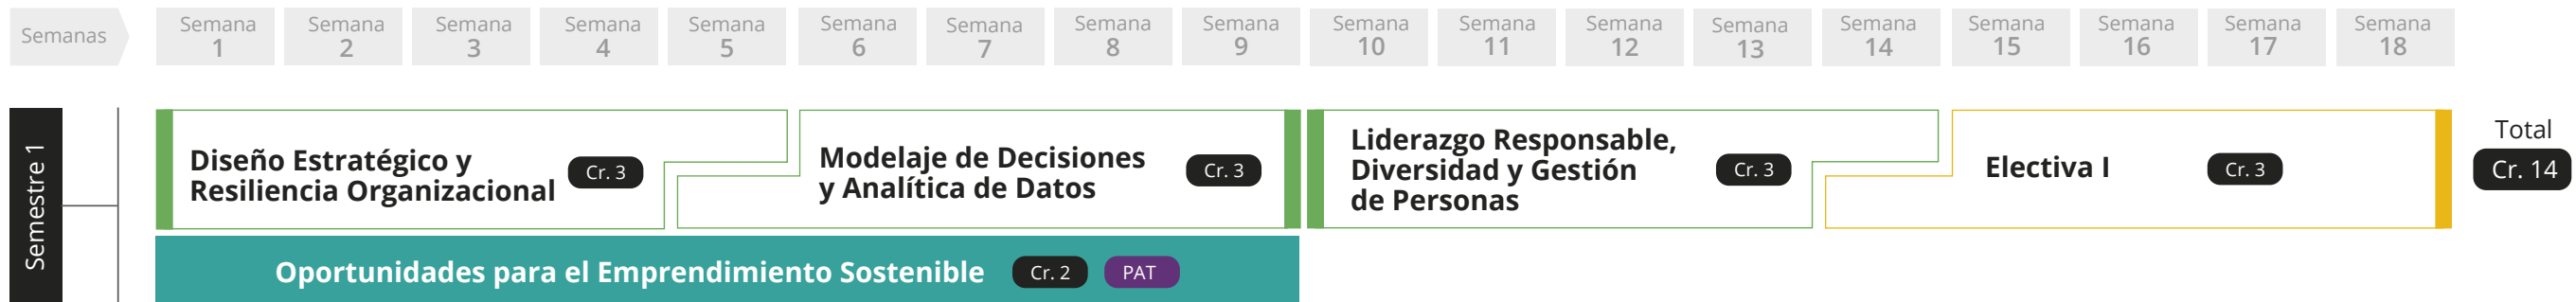 Semanas
Semana
1
Semana
2
Semana
3
Semana
4
Semana
5
Semana
6
Semana
7
Semana
8
Semana
9
Semana
10
Semana
11
Semana
12
Semana
13
Semana
14
Semana
15
Semana
16
Semana
17
Semana
18
Semestre 1
Diseño Estratégico y
Resiliencia Organizacional
Cr. 3
Modelaje de Decisiones
y Analítica de Datos
Cr. 3
Liderazgo Responsable,
Diversidad y Gestión
de Personas
Cr. 3
Electiva I
Cr. 3
Total
Cr. 14
Oportunidades para el Emprendimiento Sostenible
Cr. 2
PAT